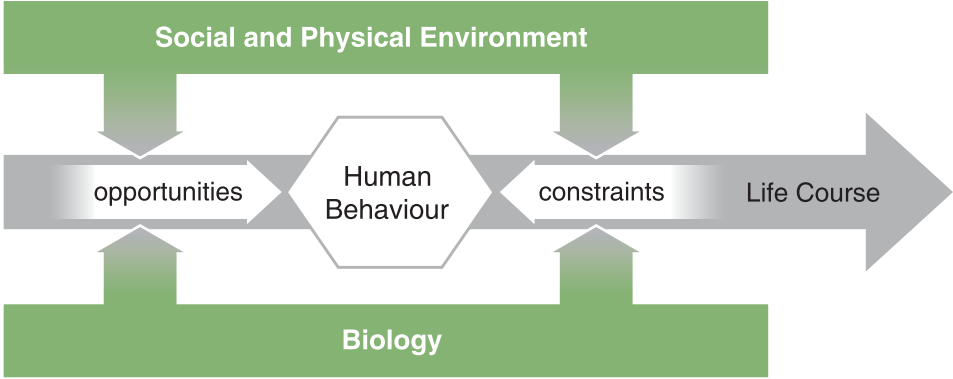 Social and Physical Environment
opportunities
Human
Behaviour
constraints
Life Course
Biology